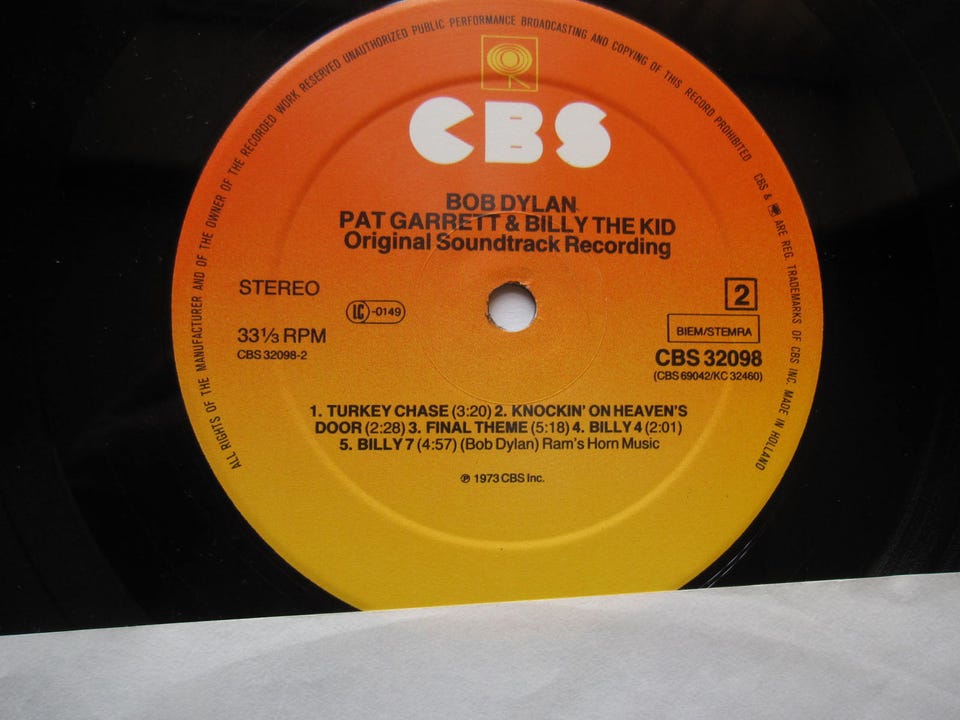 ALL RIGHTS OF THE MANUFACTURER AND OF THE OWNER OF THE RECORDED WORK RESERVED UNAUTHORIZED PUBLIC PERFORMANCE BROADCASTING AND COPYING OF THIS RECORD PROHIBITED CBS & ARE REG. TRADEMARKS OF CBS INC. MADE IN HOLLAND
CBS
BOB DYLAN
PAT GARRETT & BILLY THE KID
Original Soundtrack Recording
STEREO
LC-0149
2
33⅓ RPM
BIEM/STEMRA
CBS 32098-2
CBS 32098
(CBS 69042/KC 32460)
1. TURKEY CHASE (3:20) 2. KNOCKIN' ON HEAVEN'S
DOOR (2:28) 3. FINAL THEME (5:18) 4. BILLY 4 (2:01)
5. BILLY 7 (4:57) (Bob Dylan) Ram's Horn Music
℗ 1973 CBS Inc.